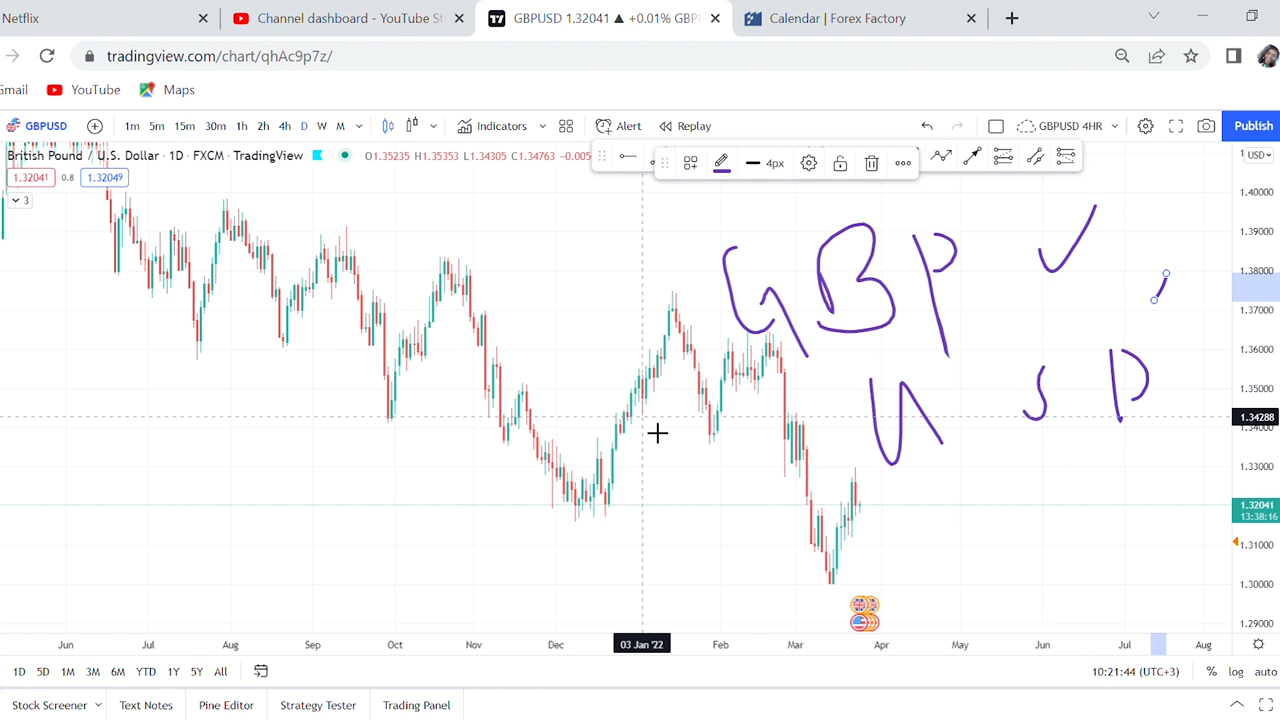 Netflix
Channel dashboard - YouTube St
GBPUSD 1.32041 ▲ +0.01% GBP
Calendar | Forex Factory
tradingview.com/chart/qhAc9p7z/
Gmail
YouTube
Maps
GBPUSD
1m 5m 15m 30m 1h 2h 4h D W M
Indicators
Alert
Replay
GBPUSD 4HR
Publish
British Pound / U.S. Dollar · 1D · FXCM · TradingView
O1.35235 H1.35353 L1.34305 C1.34763 -0.005
4px
USD
1.32041 0.8 1.32049
3
1.40000
1.39000
1.38000
1.37000
1.36000
1.35000
1.34288
1.34000
1.33000
1.32041
13:38:16
1.31000
1.30000
1.29000
GBP
USD
Jun Jul Aug Sep Oct Nov Dec 03 Jan '22 Feb Mar Apr May Jun Jul Aug
1D 5D 1M 3M 6M YTD 1Y 5Y All
10:21:44 (UTC+3) % log auto
Stock Screener Text Notes Pine Editor Strategy Tester Trading Panel